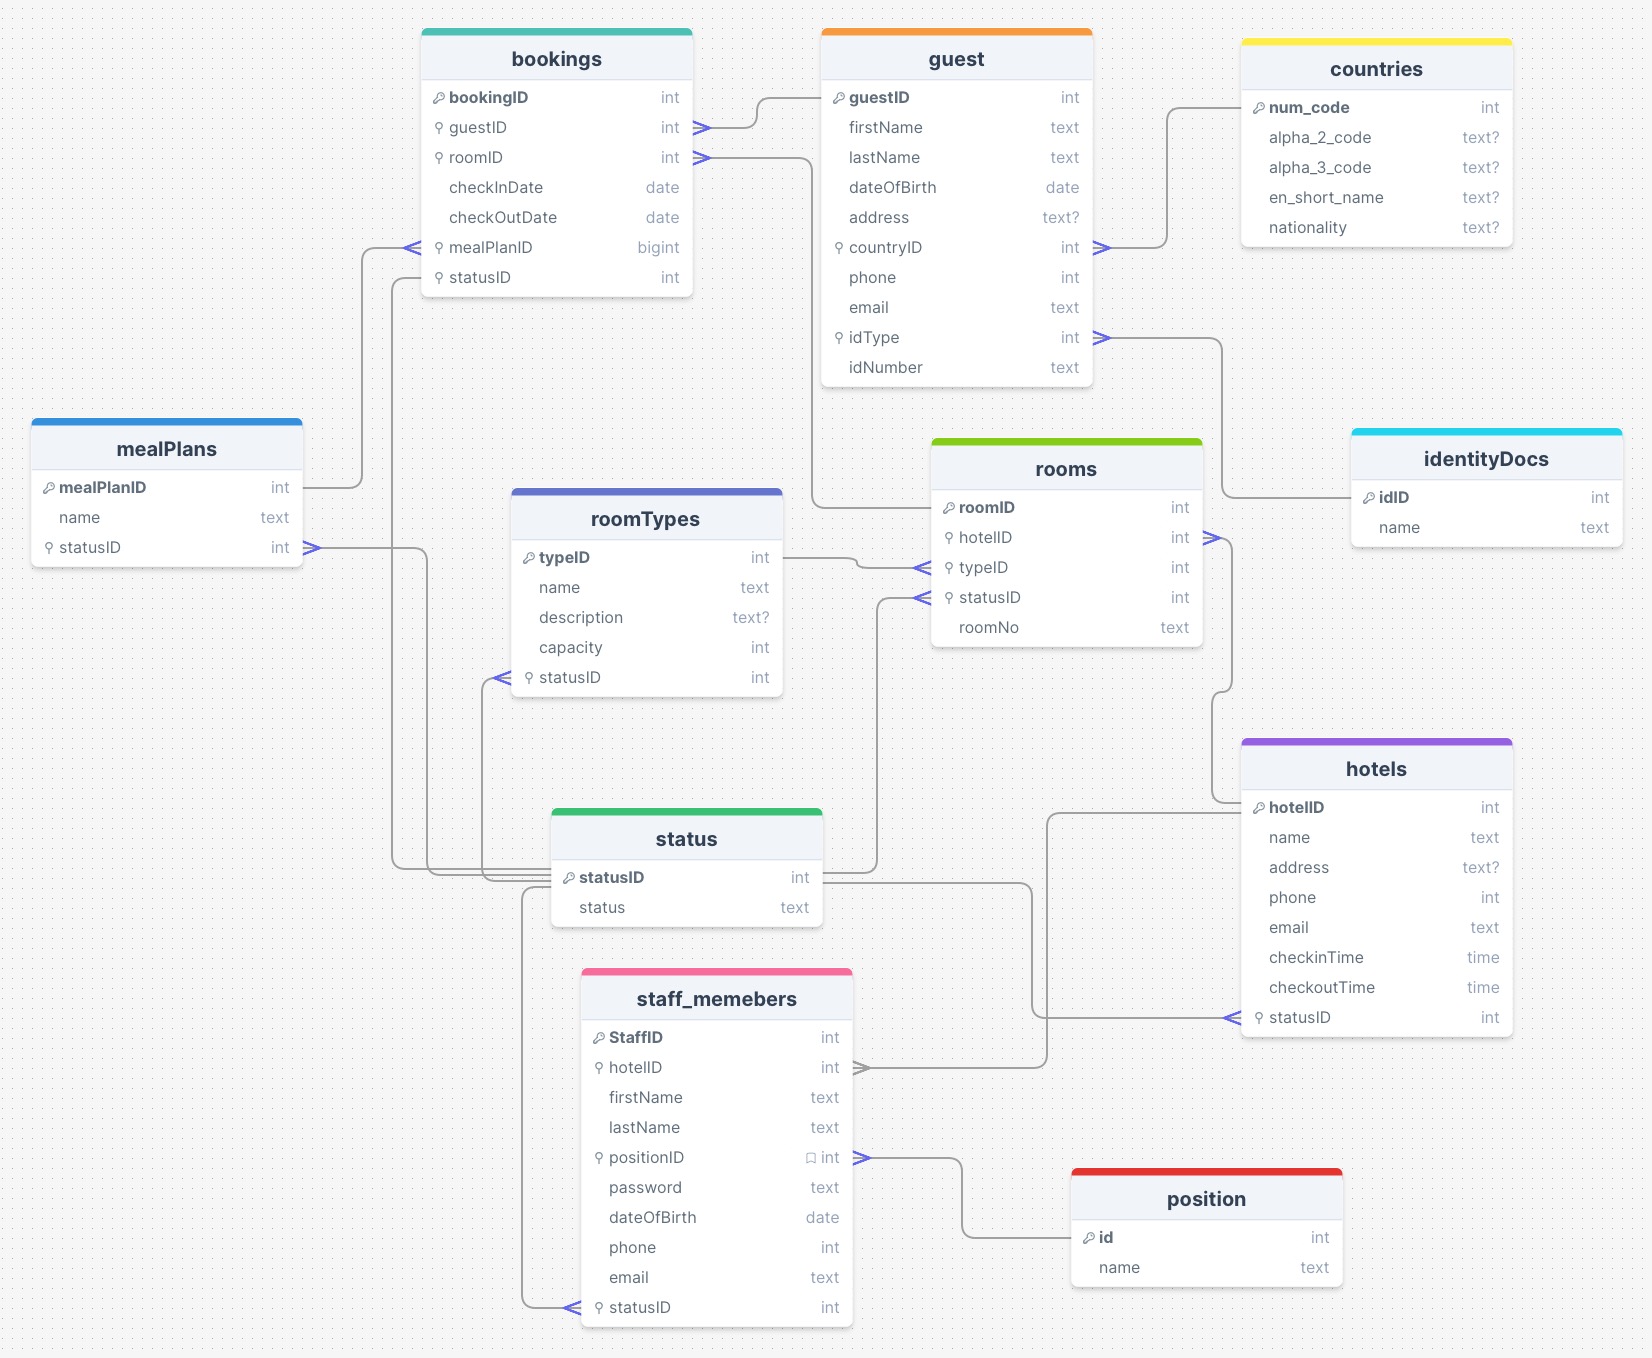 bookings
bookingID int
guestID int
roomID int
checkInDate date
checkOutDate date
mealPlanID bigint
statusID int
guest
guestID int
firstName text
lastName text
dateOfBirth date
address text?
countryID int
phone int
email text
idType int
idNumber text
countries
num_code int
alpha_2_code text?
alpha_3_code text?
en_short_name text?
nationality text?
mealPlans
mealPlanID int
name text
statusID int
roomTypes
typeID int
name text
description text?
capacity int
statusID int
rooms
roomID int
hotelID int
typeID int
statusID int
roomNo text
identityDocs
idID int
name text
status
statusID int
status text
hotels
hotelID int
name text
address text?
phone int
email text
checkinTime time
checkoutTime time
statusID int
staff_memebers
StaffID int
hotelID int
firstName text
lastName text
positionID int
password text
dateOfBirth date
phone int
email text
statusID int
position
id int
name text